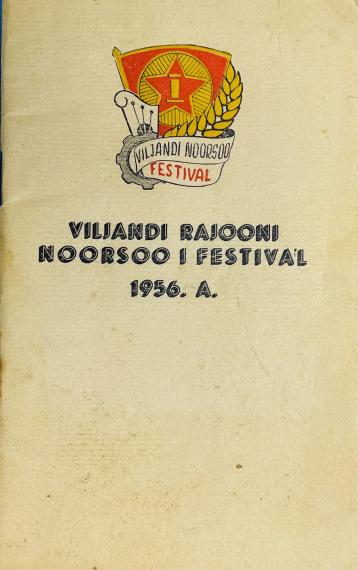 I
VILJANDI NOORSOO
FESTIVAL
VILJANDI RAJOONI
NOORSOO I FESTIVAL
1956. A.